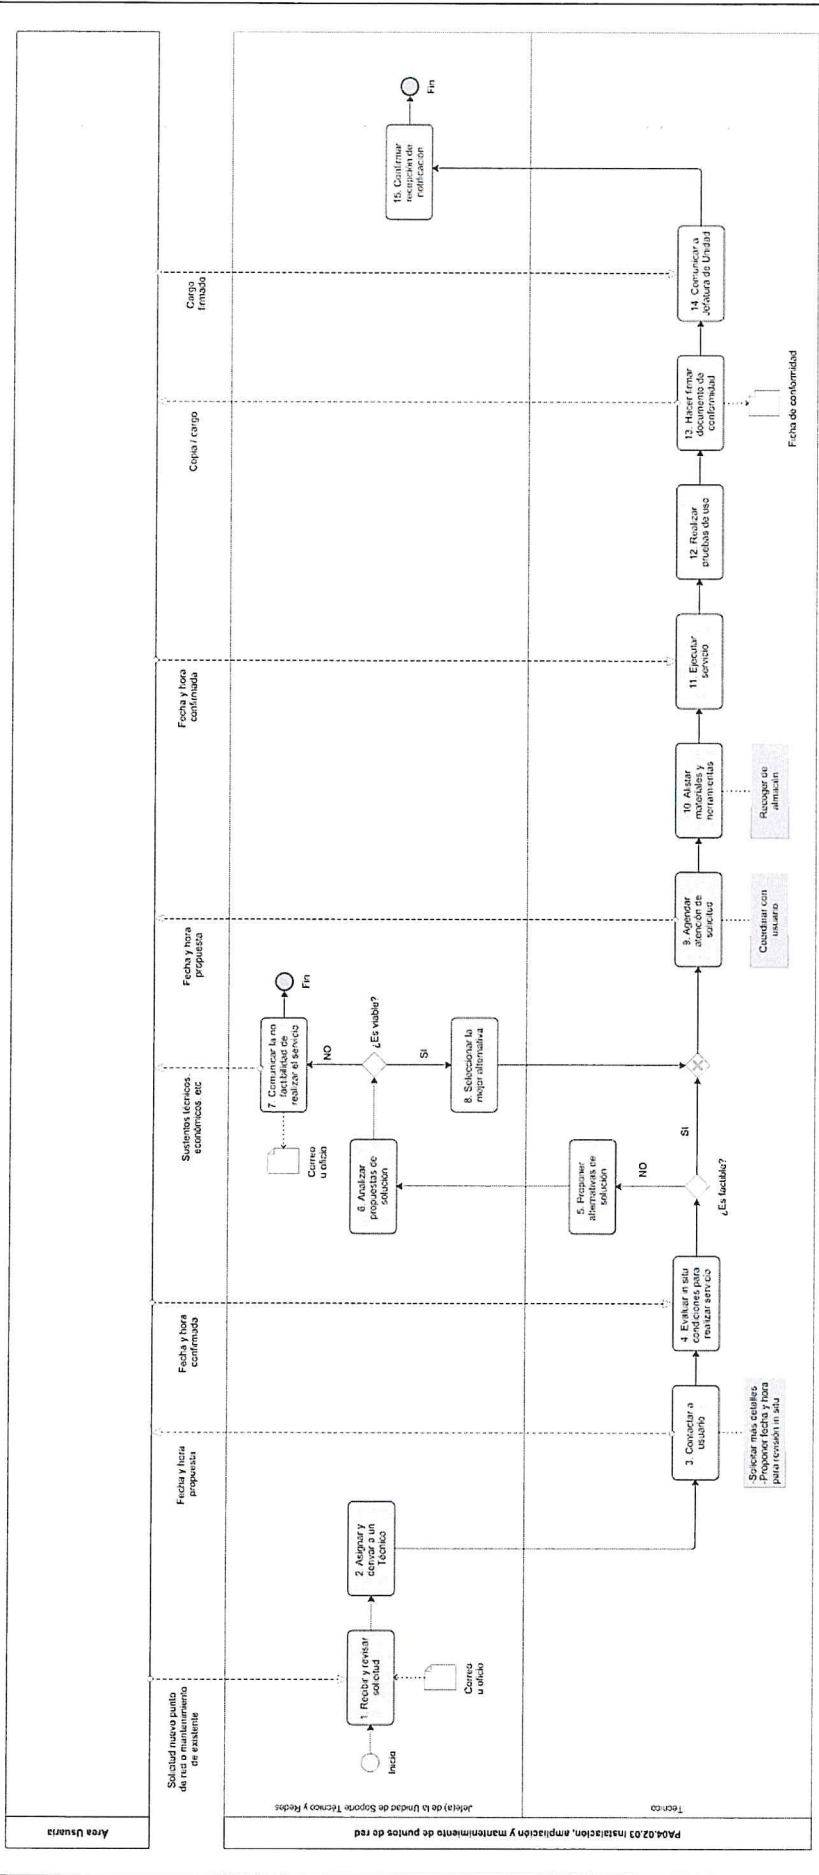 Área Usuaria
PA04.02.03 Instalación, ampliación y mantenimiento de puntos de red
Jefe(a) de la Unidad de Soporte Técnico y Redes
Técnico
Solicitud nuevo punto
de red o mantenimiento
de existente
Fecha y hora
propuesta
Fecha y hora
confirmada
Sustentos técnicos,
económicos, etc
Fecha y hora
propuesta
Fecha y hora
confirmada
Copia / cargo
Cargo
firmado
Inicio
1. Recibir y revisar
solicitud
Correo
u oficio
2. Asignar y
derivar a un
Técnico
3. Contactar a
usuario
-Solicitar más detalles
-Proponer fecha y hora
para revisión in situ
4. Evaluar in situ
condiciones para
realizar servicio
¿Es factible?
NO
SI
5. Proponer
alternativas de
solución
6. Analizar
propuestas de
solución
¿Es viable?
NO
SI
7. Comunicar la no
factibilidad de
realizar el servicio
Correo
u oficio
Fin
8. Seleccionar la
mejor alternativa
9. Agendar
atención de
solicitud
Coordinar con
usuario
10. Alistar
materiales y
herramientas
Recoger de
almacén
11. Ejecutar
servicio
12. Realizar
pruebas de uso
13. Hacer firmar
documento de
conformidad
Ficha de conformidad
14. Comunicar a
Jefatura de Unidad
15. Confirmar
recepción de
notificación
Fin